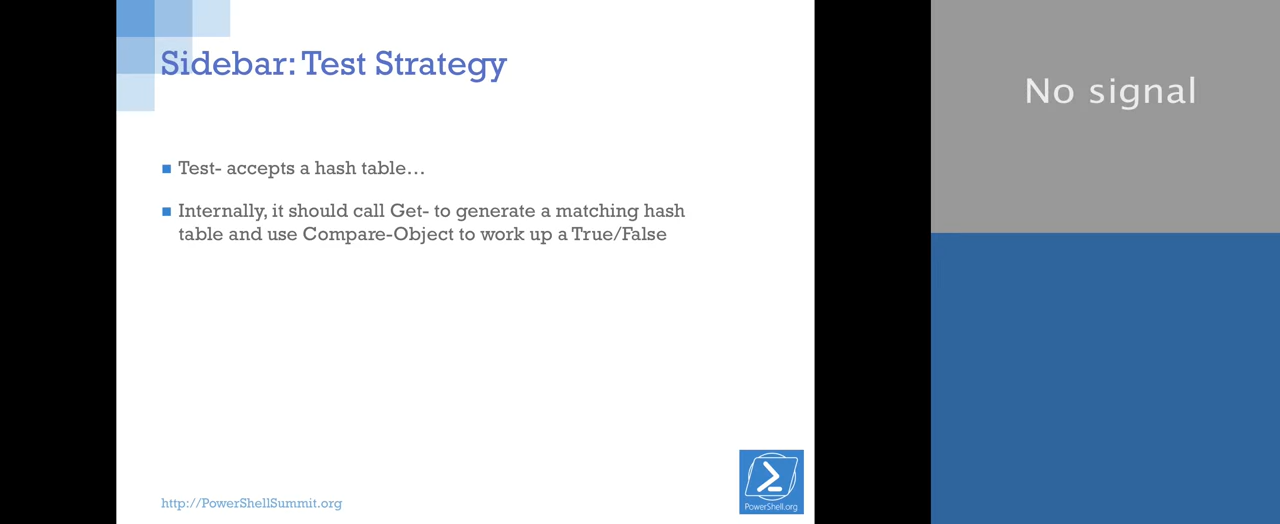 Sidebar: Test Strategy
Test- accepts a hash table…
Internally, it should call Get- to generate a matching hash
table and use Compare-Object to work up a True/False
http://PowerShellSummit.org
PowerShell.org
No signal